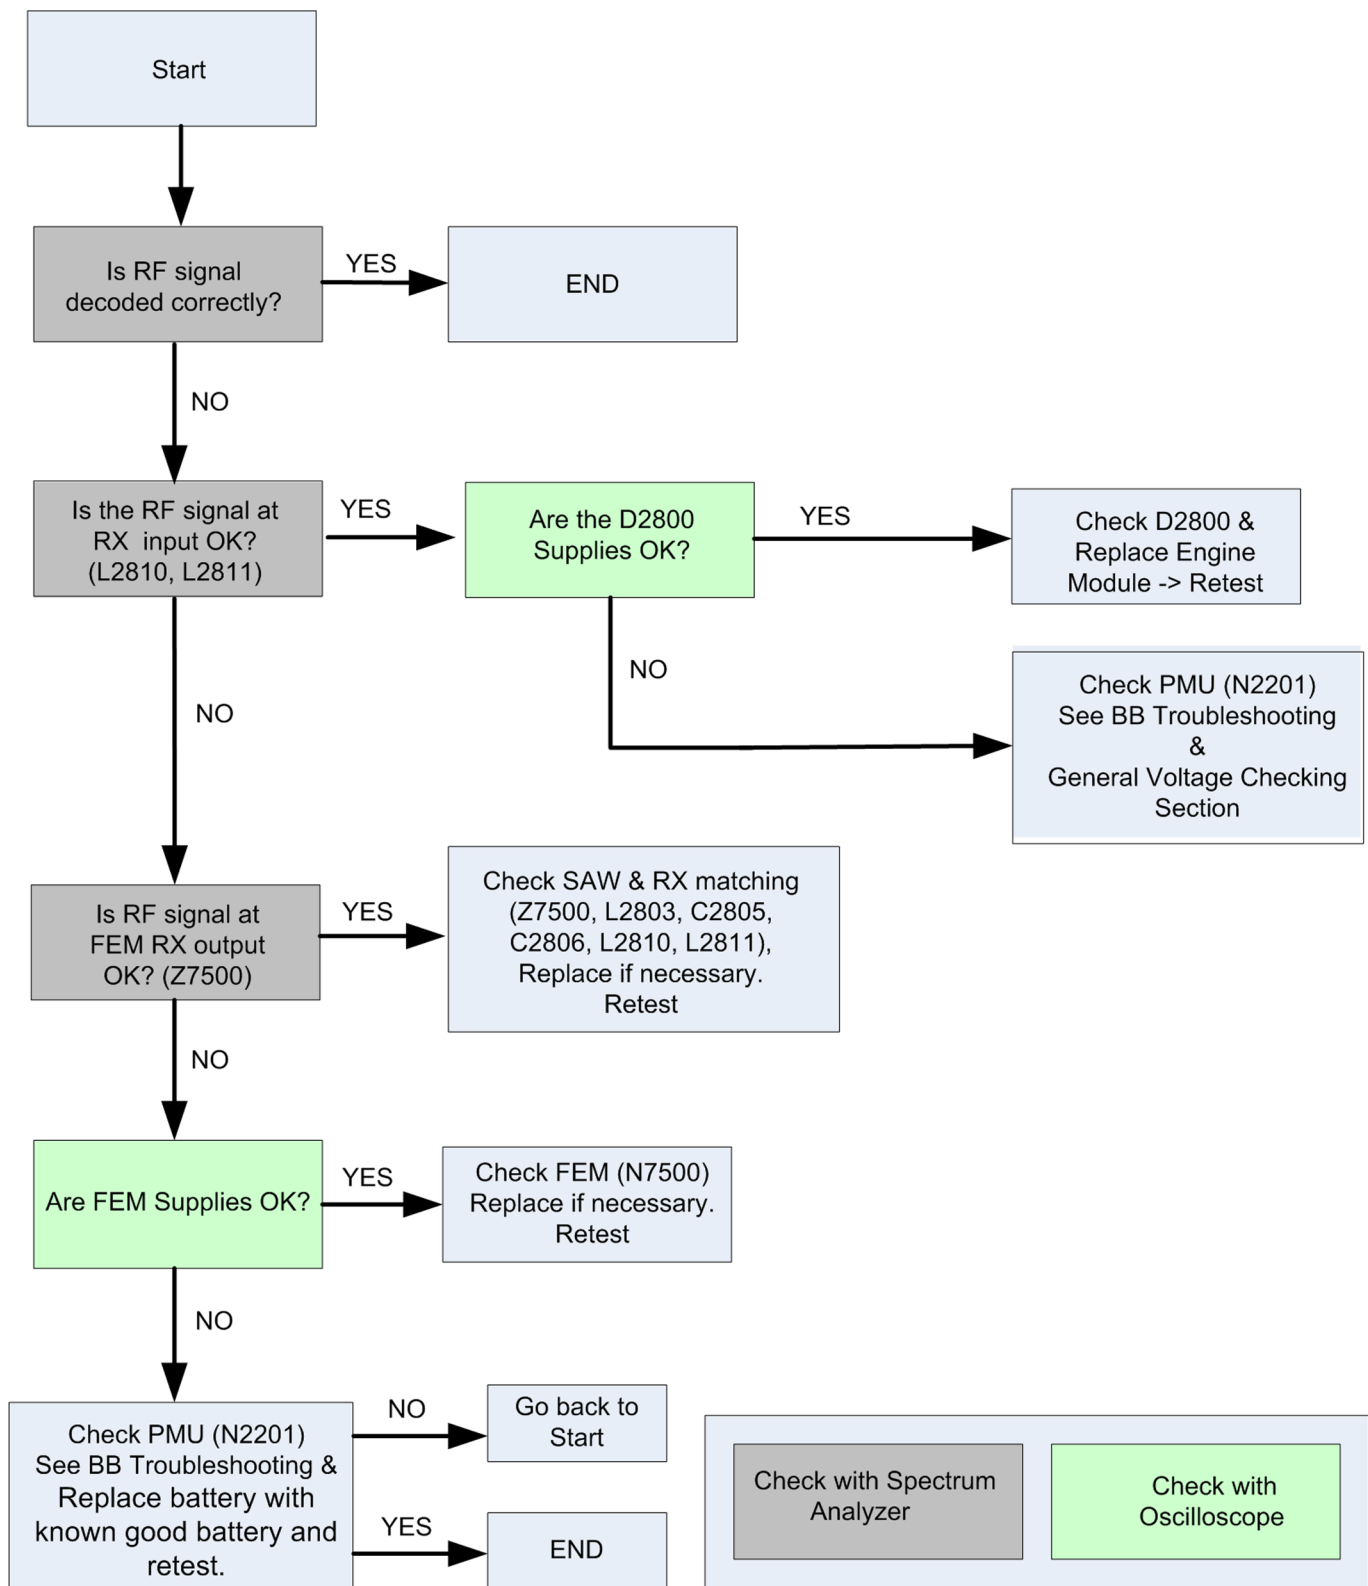 Start
Is RF signal
decoded correctly?
YES
END
NO
Is the RF signal at
RX input OK?
(L2810, L2811)
YES
Are the D2800
Supplies OK?
YES
Check D2800 &
Replace Engine
Module -> Retest
NO
Check PMU (N2201)
See BB Troubleshooting
&
General Voltage Checking
Section
NO
Is RF signal at
FEM RX output
OK? (Z7500)
YES
Check SAW & RX matching
(Z7500, L2803, C2805,
C2806, L2810, L2811),
Replace if necessary.
Retest
NO
Are FEM Supplies OK?
YES
Check FEM (N7500)
Replace if necessary.
Retest
NO
Check PMU (N2201)
See BB Troubleshooting &
Replace battery with
known good battery and
retest.
NO
Go back to
Start
YES
END
Check with Spectrum
Analyzer
Check with
Oscilloscope